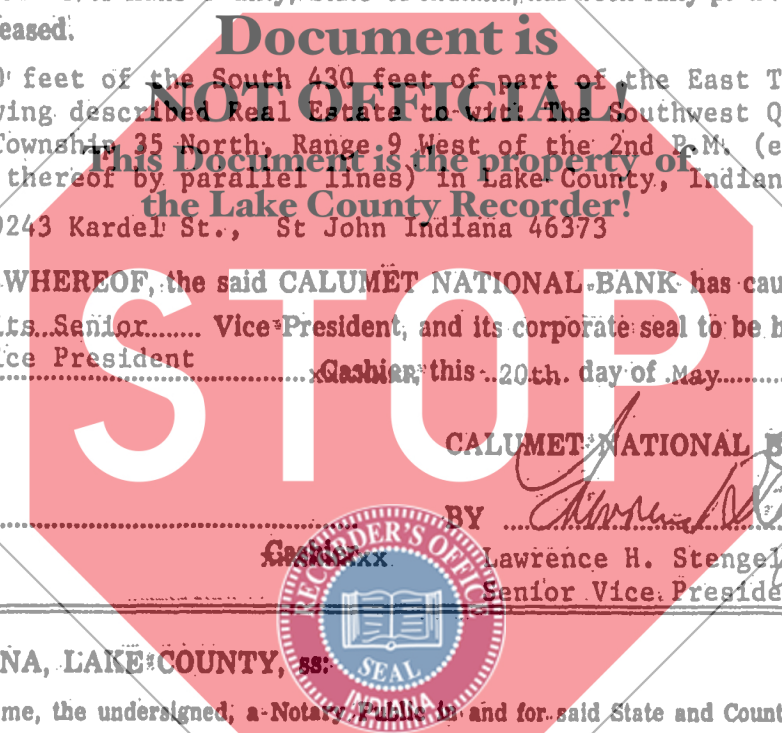 eased.
Document is
feet of the South 430 feet of part of the East T
NOT OFFICIAL!
wing described Real Estate to-wit: The Southwest Q
Township 35 North, Range 9 West of the 2nd P.M. (e
This Document is the property of
thereof by parallel lines) in Lake County, Indian
the Lake County Recorder!
9243 Kardel St., St John Indiana 46373
WHEREOF, the said CALUMET NATIONAL BANK has cau
its Senior Vice President, and its corporate seal to be h
ice President Cashier, this 20th day of May
STOP
CALUMET NATIONAL B
BY
Cashier
Lawrence H. Stengel
Senior Vice Preside
RECORDER'S OFFICE
SEAL
INDIANA
NA, LAKE COUNTY, ss:
me, the undersigned, a Notary Public in and for said State and Count